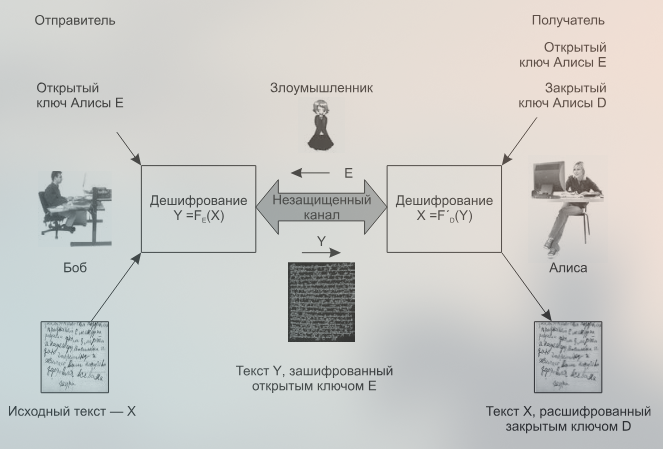 Отправитель
Получатель
Открытый
ключ Алисы E
Закрытый
ключ Алисы D
Открытый
ключ Алисы E
Злоумышленник
E
Дешифрование
Y =F_E(X)
Незащищенный
канал
Дешифрование
X =F´_D(Y)
Y
Боб
Алиса
Текст Y, зашифрованный
открытым ключом E
Исходный текст — X
Текст X, расшифрованный
закрытым ключом D